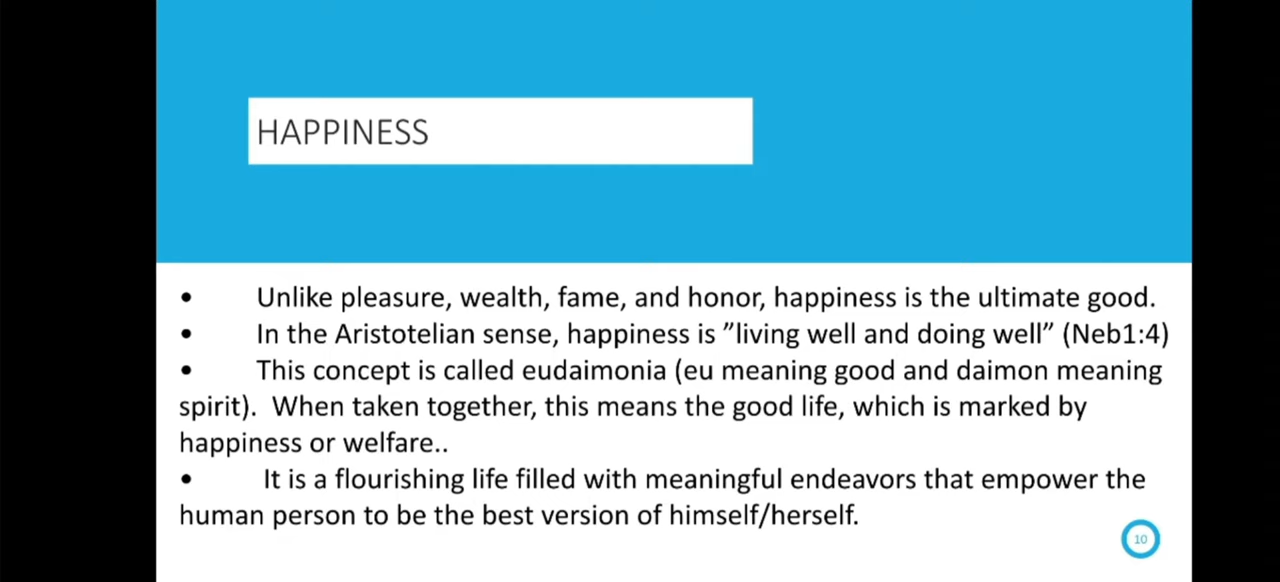 HAPPINESS
• Unlike pleasure, wealth, fame, and honor, happiness is the ultimate good.
• In the Aristotelian sense, happiness is ”living well and doing well” (Neb1:4)
• This concept is called eudaimonia (eu meaning good and daimon meaning
spirit).  When taken together, this means the good life, which is marked by
happiness or welfare..
• It is a flourishing life filled with meaningful endeavors that empower the
human person to be the best version of himself/herself.
10